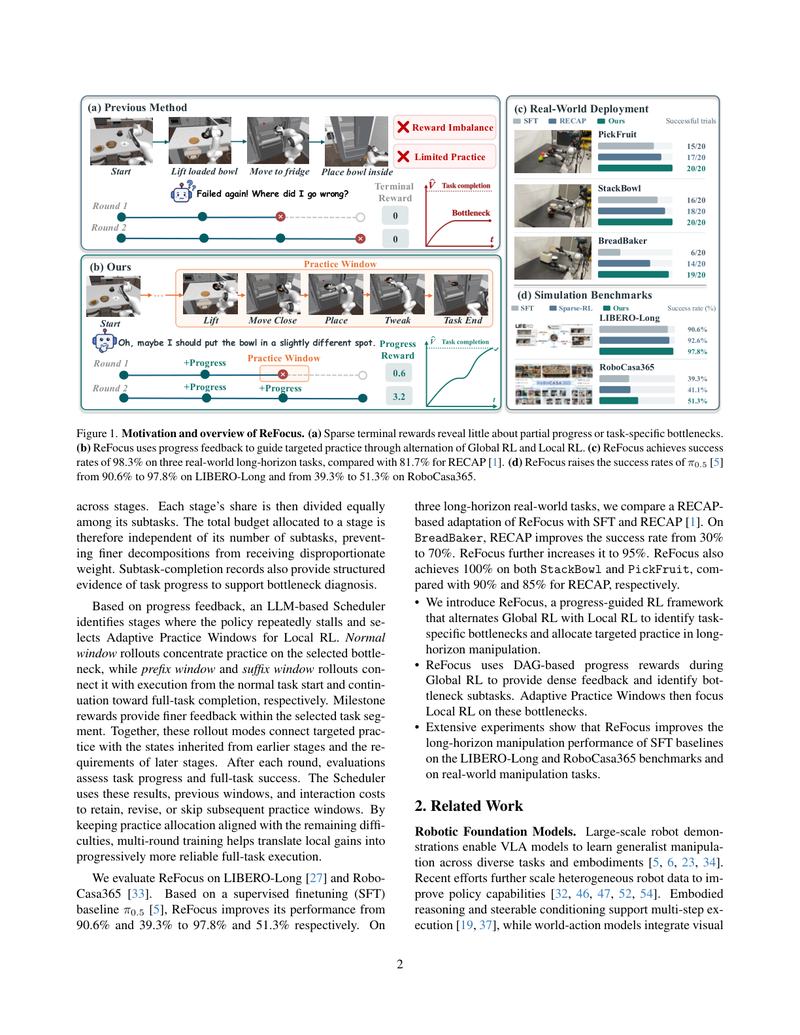 (a) Previous Method
Start
Lift loaded bowl
Move to fridge
Place bowl inside
Reward Imbalance
Limited Practice
Failed again! Where did I go wrong?
Terminal
Reward
Round 1
0
Round 2
0
V̂ Task completion
Bottleneck
t
(b) Ours
Practice Window
Start
Lift
Move Close
Place
Tweak
Task End
Oh, maybe I should put the bowl in a slightly different spot.
Progress
Reward
Round 1
+Progress
Practice Window
0.6
Round 2
+Progress
3.2
V̂ Task completion
t
(c) Real-World Deployment
SFT RECAP Ours Successful trials
PickFruit
15/20
17/20
20/20
StackBowl
16/20
18/20
20/20
BreadBaker
6/20
14/20
19/20
(d) Simulation Benchmarks
SFT Sparse-RL Ours Success rate (%)
LIBERO-Long
90.6%
92.6%
97.8%
RoboCasa365
39.3%
41.1%
51.3%
Figure 1. Motivation and overview of ReFocus. (a) Sparse terminal rewards reveal little about partial progress or task-specific bottlenecks.
(b) ReFocus uses progress feedback to guide targeted practice through alternation of Global RL and Local RL. (c) ReFocus achieves success
rates of 98.3% on three real-world long-horizon tasks, compared with 81.7% for RECAP [1]. (d) ReFocus raises the success rates of π0.5 [5]
from 90.6% to 97.8% on LIBERO-Long and from 39.3% to 51.3% on RoboCasa365.
across stages. Each stage's share is then divided equally
among its subtasks. The total budget allocated to a stage is
therefore independent of its number of subtasks, prevent-
ing finer decompositions from receiving disproportionate
weight. Subtask-completion records also provide structured
evidence of task progress to support bottleneck diagnosis.
Based on progress feedback, an LLM-based Scheduler
identifies stages where the policy repeatedly stalls and se-
lects Adaptive Practice Windows for Local RL. Normal
window rollouts concentrate practice on the selected bottle-
neck, while prefix window and suffix window rollouts con-
nect it with execution from the normal task start and contin-
uation toward full-task completion, respectively. Milestone
rewards provide finer feedback within the selected task seg-
ment. Together, these rollout modes connect targeted prac-
tice with the states inherited from earlier stages and the re-
quirements of later stages. After each round, evaluations
assess task progress and full-task success. The Scheduler
uses these results, previous windows, and interaction costs
to retain, revise, or skip subsequent practice windows. By
keeping practice allocation aligned with the remaining diffi-
culties, multi-round training helps translate local gains into
progressively more reliable full-task execution.
We evaluate ReFocus on LIBERO-Long [27] and Robo-
Casa365 [33]. Based on a supervised finetuning (SFT)
baseline π0.5 [5], ReFocus improves its performance from
90.6% and 39.3% to 97.8% and 51.3% respectively. On
three long-horizon real-world tasks, we compare a RECAP-
based adaptation of ReFocus with SFT and RECAP [1]. On
BreadBaker, RECAP improves the success rate from 30%
to 70%. ReFocus further increases it to 95%. ReFocus also
achieves 100% on both StackBowl and PickFruit, com-
pared with 90% and 85% for RECAP, respectively.
• We introduce ReFocus, a progress-guided RL framework
that alternates Global RL with Local RL to identify task-
specific bottlenecks and allocate targeted practice in long-
horizon manipulation.
• ReFocus uses DAG-based progress rewards during
Global RL to provide dense feedback and identify bot-
tleneck subtasks. Adaptive Practice Windows then focus
Local RL on these bottlenecks.
• Extensive experiments show that ReFocus improves the
long-horizon manipulation performance of SFT baselines
on the LIBERO-Long and RoboCasa365 benchmarks and
on real-world manipulation tasks.
2. Related Work
Robotic Foundation Models. Large-scale robot demon-
strations enable VLA models to learn generalist manipula-
tion across diverse tasks and embodiments [5, 6, 23, 34].
Recent efforts further scale heterogeneous robot data to im-
prove policy capabilities [32, 46, 47, 52, 54]. Embodied
reasoning and steerable conditioning support multi-step ex-
ecution [19, 37], while world-action models integrate visual
2